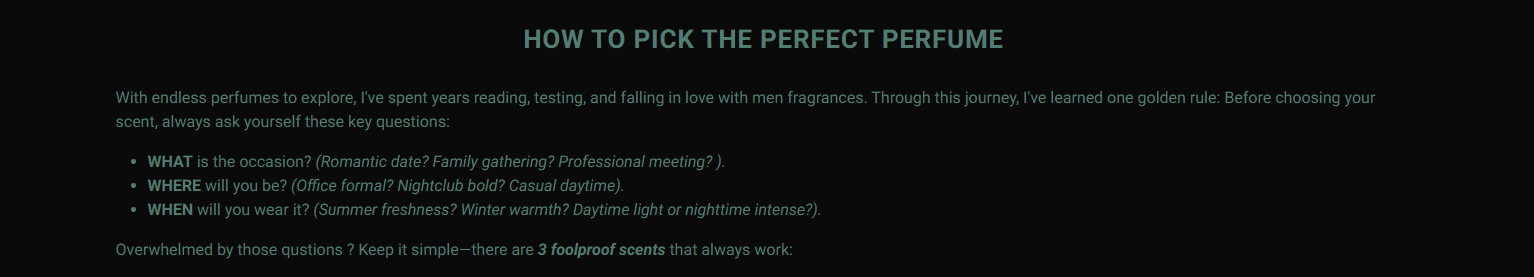 HOW TO PICK THE PERFECT PERFUME
With endless perfumes to explore, I've spent years reading, testing, and falling in love with men fragrances. Through this journey, I've learned one golden rule: Before choosing your
scent, always ask yourself these key questions:
• WHAT is the occasion? (Romantic date? Family gathering? Professional meeting? ).
• WHERE will you be? (Office formal? Nightclub bold? Casual daytime).
• WHEN will you wear it? (Summer freshness? Winter warmth? Daytime light or nighttime intense?).
Overwhelmed by those qustions ? Keep it simple—there are 3 foolproof scents that always work: